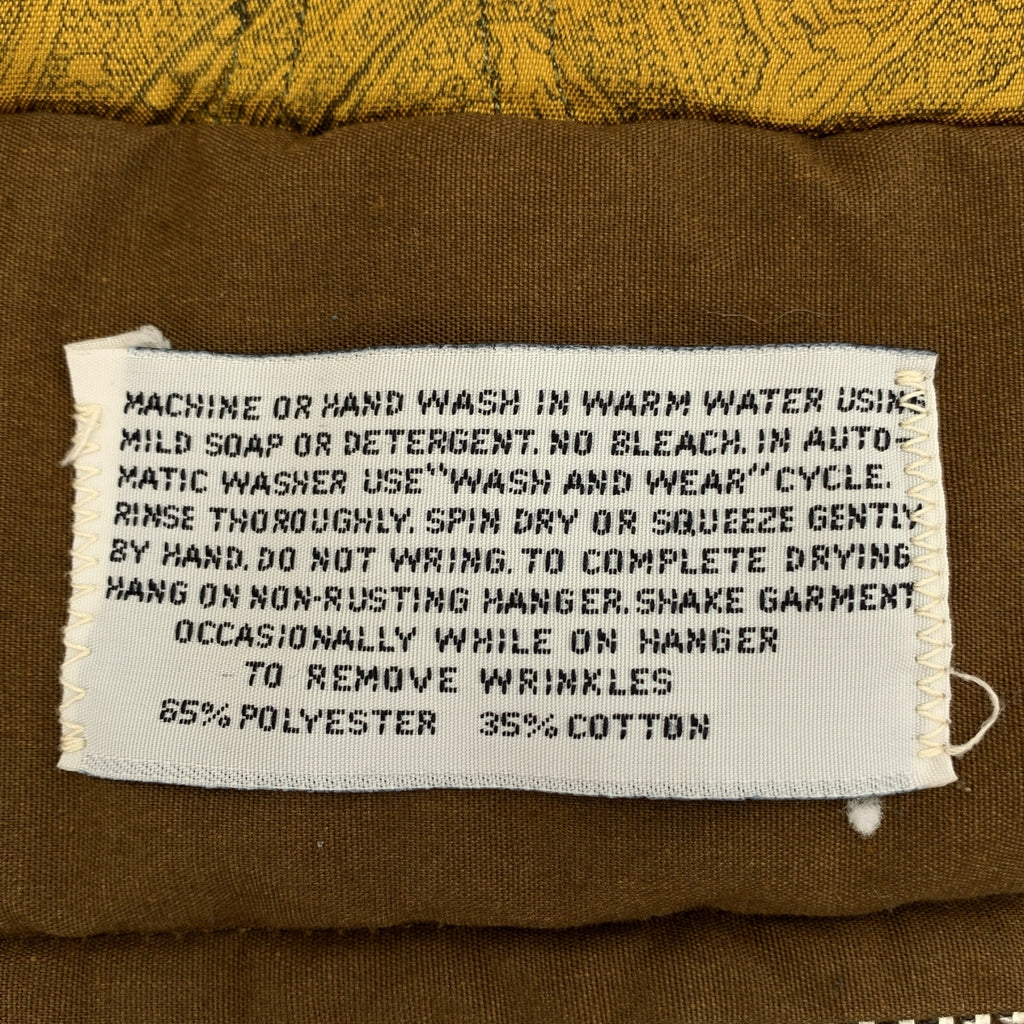 MACHINE OR HAND WASH IN WARM WATER USING
MILD SOAP OR DETERGENT. NO BLEACH. IN AUTO-
MATIC WASHER USE "WASH AND WEAR" CYCLE.
RINSE THOROUGHLY. SPIN DRY OR SQUEEZE GENTLY
BY HAND. DO NOT WRING. TO COMPLETE DRYING
HANG ON NON-RUSTING HANGER. SHAKE GARMENT
OCCASIONALLY WHILE ON HANGER
TO REMOVE WRINKLES
65% POLYESTER 35% COTTON